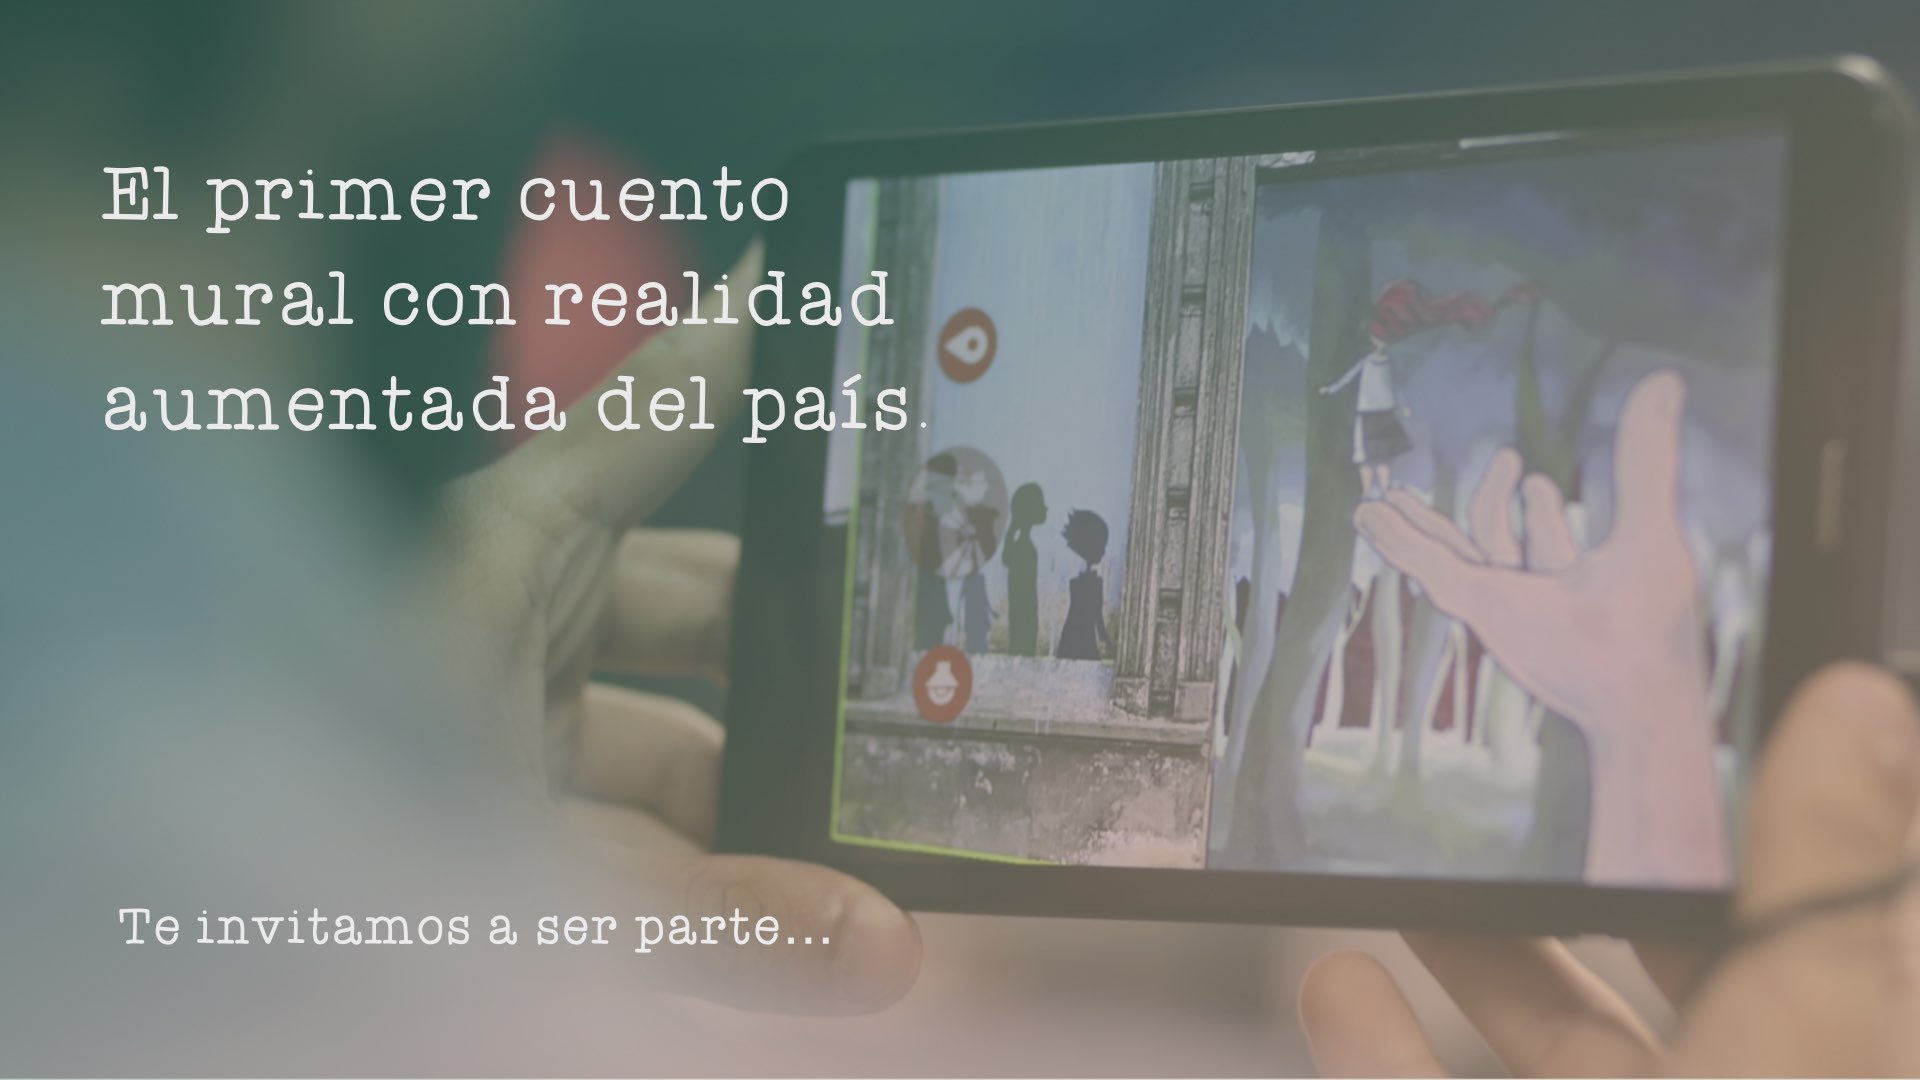 El primer cuento
mural con realidad
aumentada del país.
Te invitamos a ser parte...